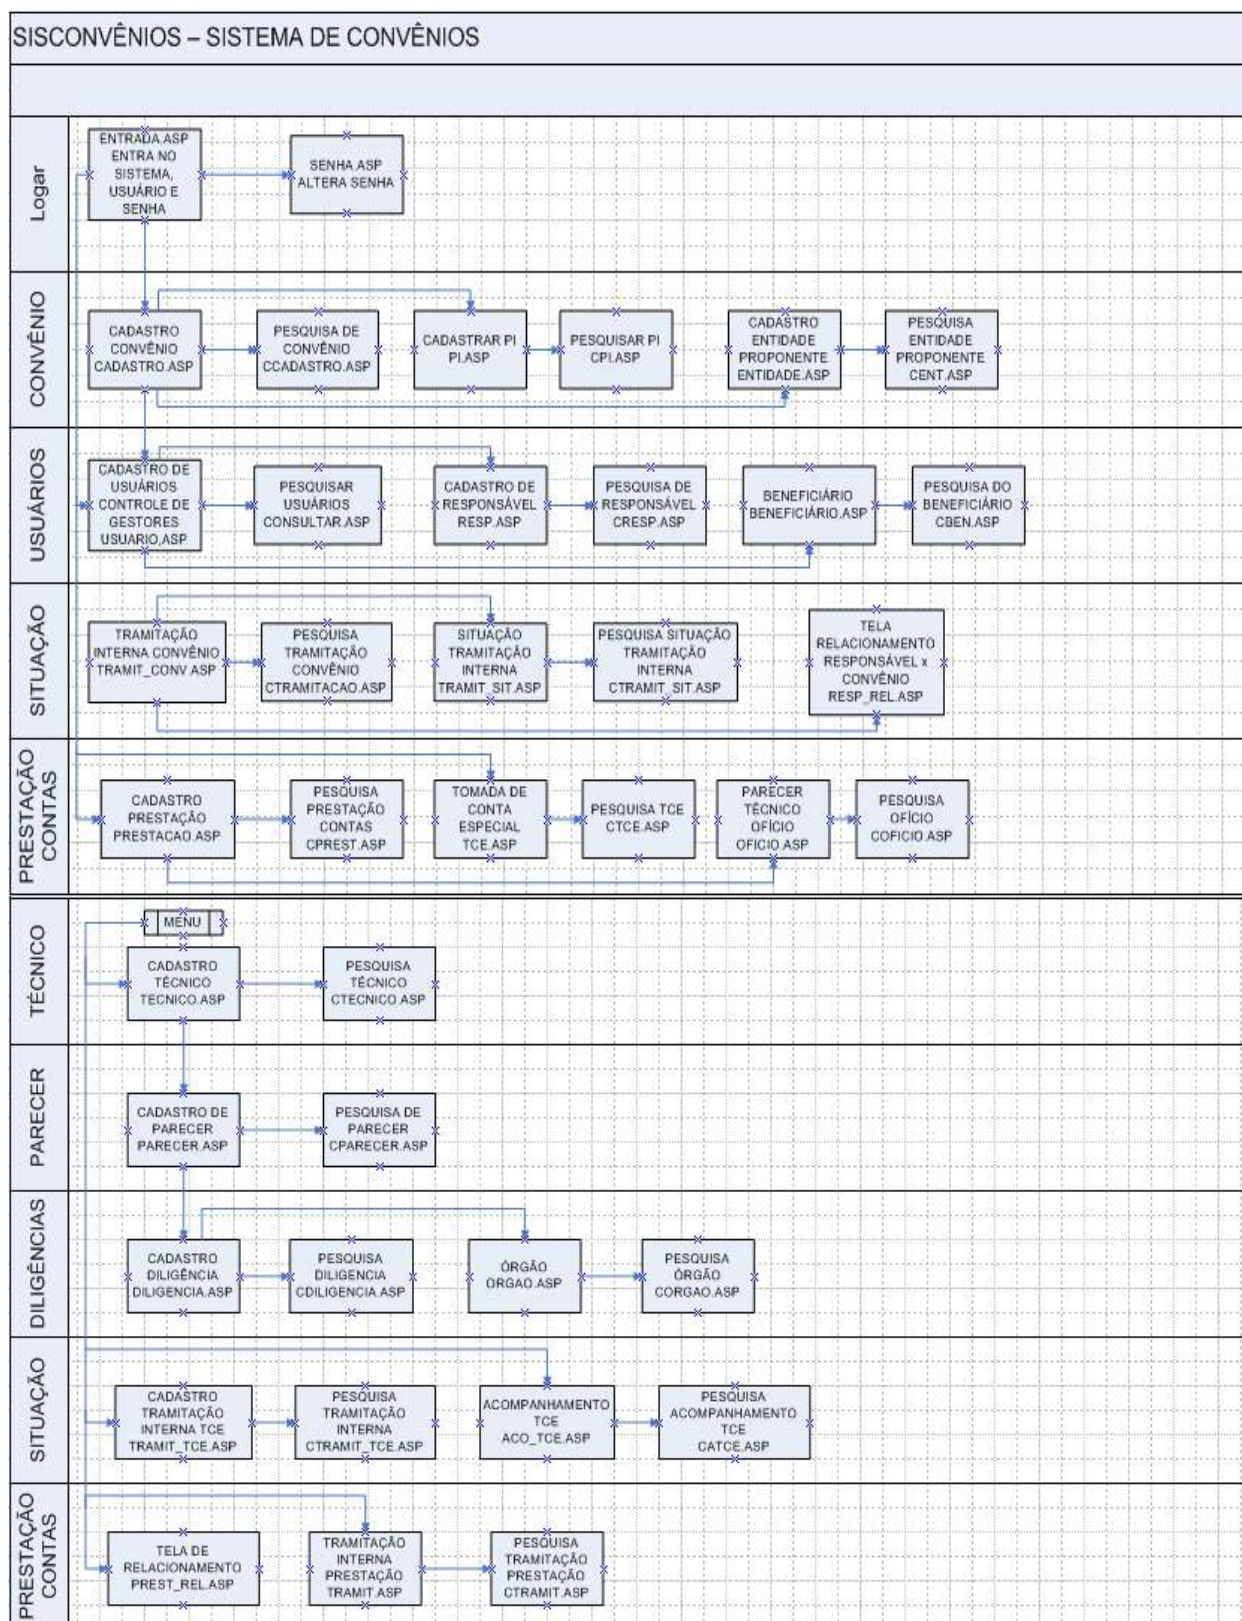 SISCONVÊNIOS – SISTEMA DE CONVÊNIOS
Logar
ENTRADA.ASP
ENTRA NO
SISTEMA,
USUÁRIO E
SENHA
SENHA.ASP
ALTERA SENHA
CONVÊNIO
CADASTRO
CONVÊNIO
CADASTRO.ASP
PESQUISA DE
CONVÊNIO
CCADASTRO.ASP
CADASTRAR PI
PI.ASP
PESQUISAR PI
CPI.ASP
CADASTRO
ENTIDADE
PROPONENTE
ENTIDADE.ASP
PESQUISA
ENTIDADE
PROPONENTE
CENT.ASP
USUÁRIOS
CADASTRO DE
USUÁRIOS
CONTROLE DE
GESTORES
USUARIO,ASP
PESQUISAR
USUÁRIOS
CONSULTAR.ASP
CADASTRO DE
RESPONSÁVEL
RESP.ASP
PESQUISA DE
RESPONSÁVEL
CRESP.ASP
BENEFICIÁRIO
BENEFICIÁRIO.ASP
PESQUISA DO
BENEFICIÁRIO
CBEN.ASP
SITUAÇÃO
TRAMITAÇÃO
INTERNA CONVÊNIO
TRAMIT_CONV.ASP
PESQUISA
TRAMITAÇÃO
CONVÊNIO
CTRAMITACAO.ASP
SITUAÇÃO
TRAMITAÇÃO
INTERNA
TRAMIT_SIT.ASP
PESQUISA SITUAÇÃO
TRAMITAÇÃO
INTERNA
CTRAMIT_SIT.ASP
TELA
RELACIONAMENTO
RESPONSÁVEL x
CONVÊNIO
RESP_REL.ASP
PRESTAÇÃO
CONTAS
CADASTRO
PRESTAÇÃO
PRESTACAO.ASP
PESQUISA
PRESTAÇÃO
CONTAS
CPREST.ASP
TOMADA DE
CONTA
ESPECIAL
TCE.ASP
PESQUISA TCE
CTCE.ASP
PARECER
TÉCNICO
OFÍCIO
OFICIO.ASP
PESQUISA
OFÍCIO
COFICIO.ASP
TÉCNICO
MENU
CADASTRO
TÉCNICO
TECNICO.ASP
PESQUISA
TÉCNICO
CTECNICO.ASP
PARECER
CADASTRO DE
PARECER
PARECER.ASP
PESQUISA DE
PARECER
CPARECER.ASP
DILIGÊNCIAS
CADASTRO
DILIGÊNCIA
DILIGENCIA.ASP
PESQUISA
DILIGENCIA
CDILIGENCIA.ASP
ÓRGÃO
ORGAO.ASP
PESQUISA
ÓRGÃO
CORGAO.ASP
SITUAÇÃO
CADASTRO
TRAMITAÇÃO
INTERNA TCE
TRAMIT_TCE.ASP
PESQUISA
TRAMITAÇÃO
INTERNA
CTRAMIT_TCE.ASP
ACOMPANHAMENTO
TCE
ACO_TCE.ASP
PESQUISA
ACOMPANHAMENTO
TCE
CATCE.ASP
PRESTAÇÃO
CONTAS
TELA DE
RELACIONAMENTO
PREST_REL.ASP
TRAMITAÇÃO
INTERNA
PRESTAÇÃO
TRAMIT.ASP
PESQUISA
TRAMITAÇÃO
PRESTAÇÃO
CTRAMIT.ASP